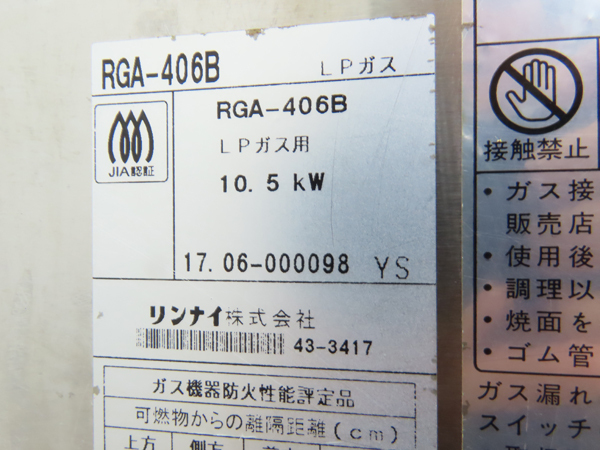 RGA-406B LPガス
RGA-406B
LPガス用
10.5 kW
JIA認証
17.06-000098 YS
リンナイ株式会社
43-3417
ガス機器防火性能評定品
可燃物からの離隔距離(cm)
上方 側方
接触禁止
・ガス接
販売店
・使用後
・調理以
・焼面を
・ゴム管
ガス漏れ
スイッチ